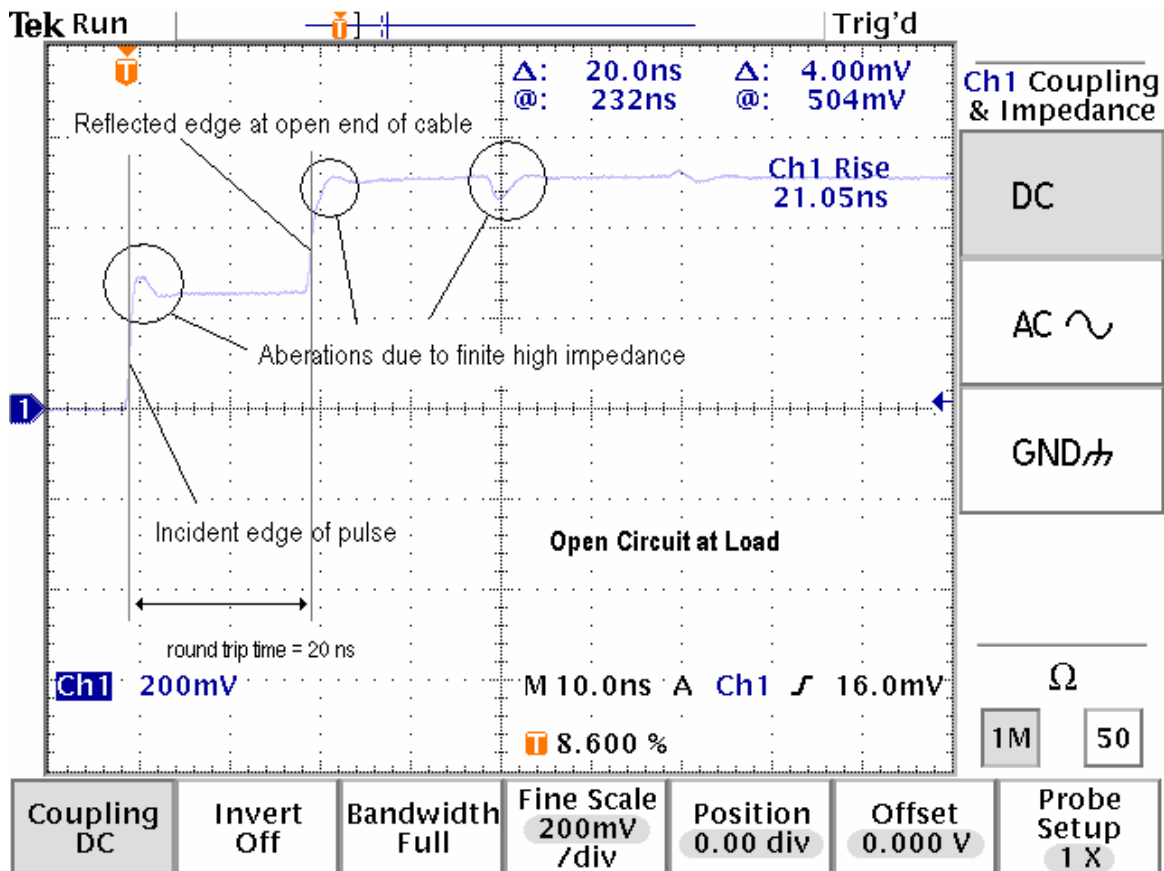 Tek Run
T
]
Trig'd
T
Δ: 20.0ns Δ: 4.00mV
@: 232ns @: 504mV
Ch1 Coupling
& Impedance
Reflected edge at open end of cable
Ch1 Rise
21.05ns
DC
AC
Aberations due to finite high impedance
1
GND
Incident edge of pulse
Open Circuit at Load
round trip time = 20 ns
Ch1 200mV
M 10.0ns A Ch1 16.0mV
T 8.600 %
Ω
1M 50
Coupling
DC
Invert
Off
Bandwidth
Full
Fine Scale
200mV
/div
Position
0.00 div
Offset
0.000 V
Probe
Setup
1 X